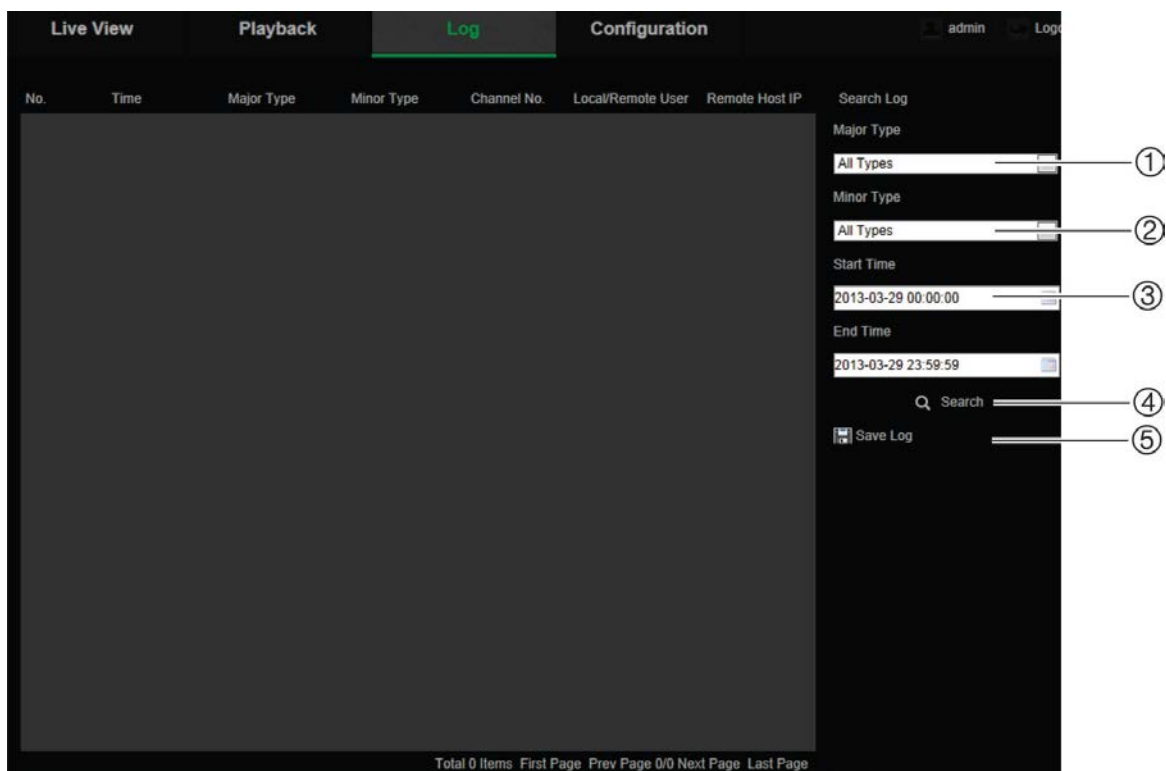 Live View Playback Log Configuration admin
No. Time Major Type Minor Type Channel No. Local/Remote User Remote Host IP Search Log
Major Type
All Types ①
Minor Type
All Types ②
Start Time
2013-03-29 00:00:00 ③
End Time
2013-03-29 23:59:59
Search ④
Save Log ⑤
Total 0 Items First Page Prev Page 0/0 Next Page Last Page